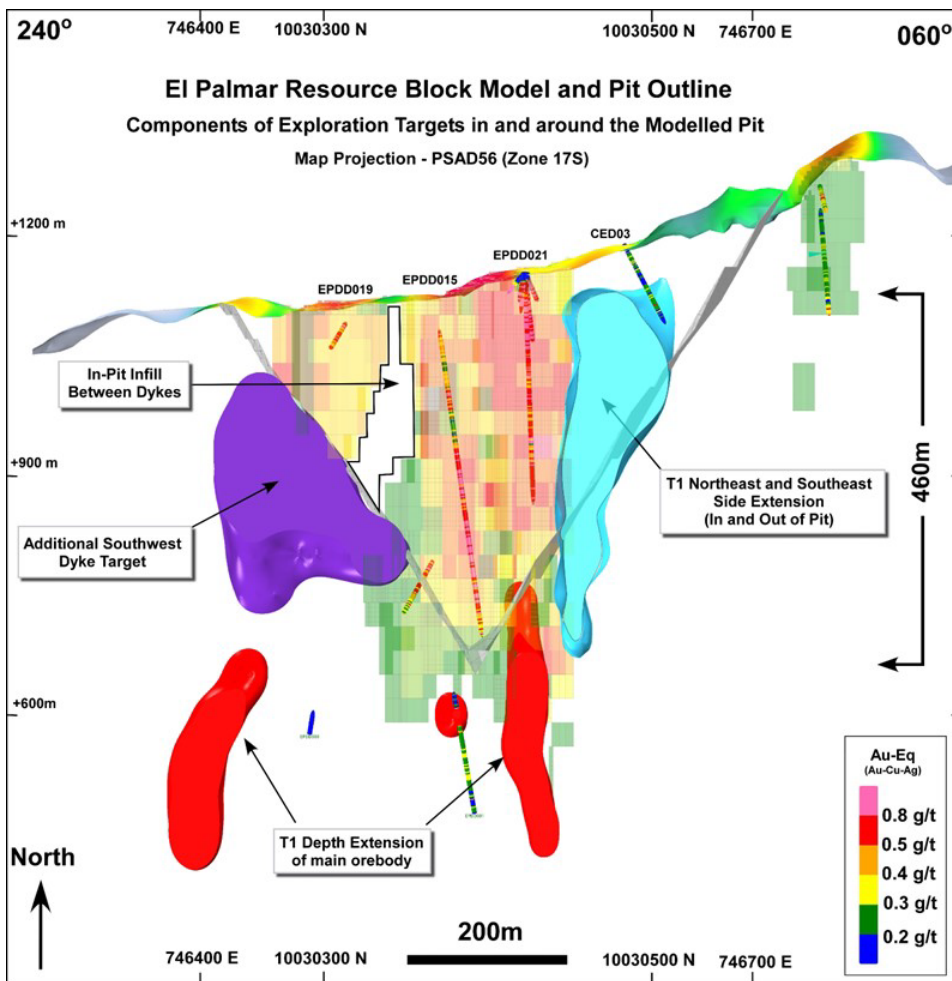 240º
746400 E
10030300 N
10030500 N
746700 E
060º
El Palmar Resource Block Model and Pit Outline
Components of Exploration Targets in and around the Modelled Pit
Map Projection - PSAD56 (Zone 17S)
+1200 m
CED03
EPDD021
EPDD015
EPDD019
In-Pit Infill
Between Dykes
+900 m
T1 Northeast and Southeast
Side Extension
(In and Out of Pit)
460m
Additional Southwest
Dyke Target
+600m
Au-Eq
(Au-Cu-Ag)
0.8 g/t
0.5 g/t
0.4 g/t
0.3 g/t
0.2 g/t
T1 Depth Extension
of main orebody
North
200m
746400 E
10030300 N
10030500 N
746700 E